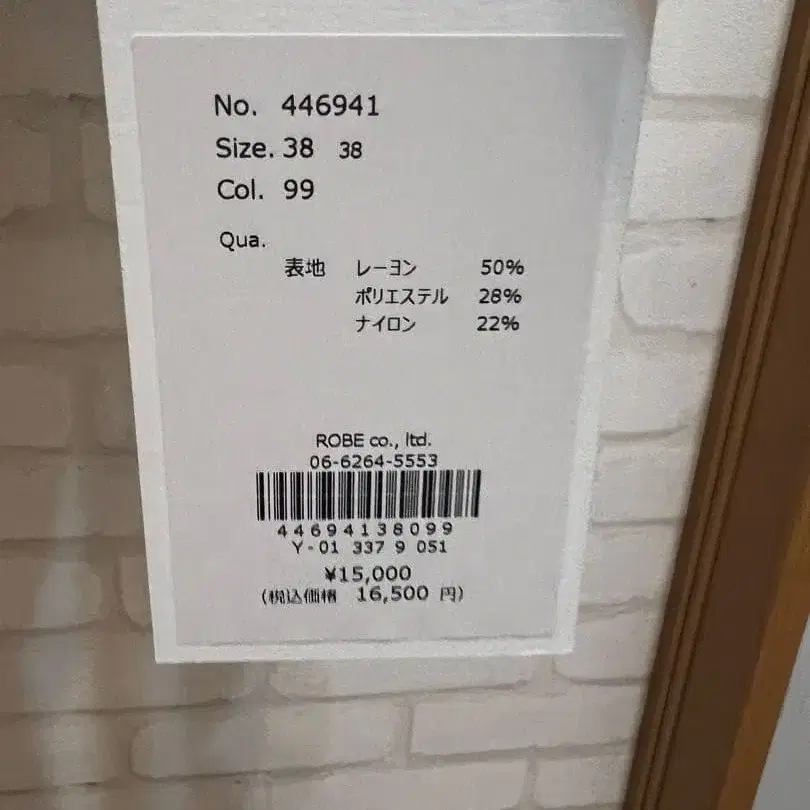 No. 446941
Size. 38 38
Col. 99
Qua.
表地 レーヨン 50%
ポリエステル 28%
ナイロン 22%
ROBE co., ltd.
06-6264-5553
44694138099
Y-01 337 9 051
¥15,000
(税込価格 16,500 円)